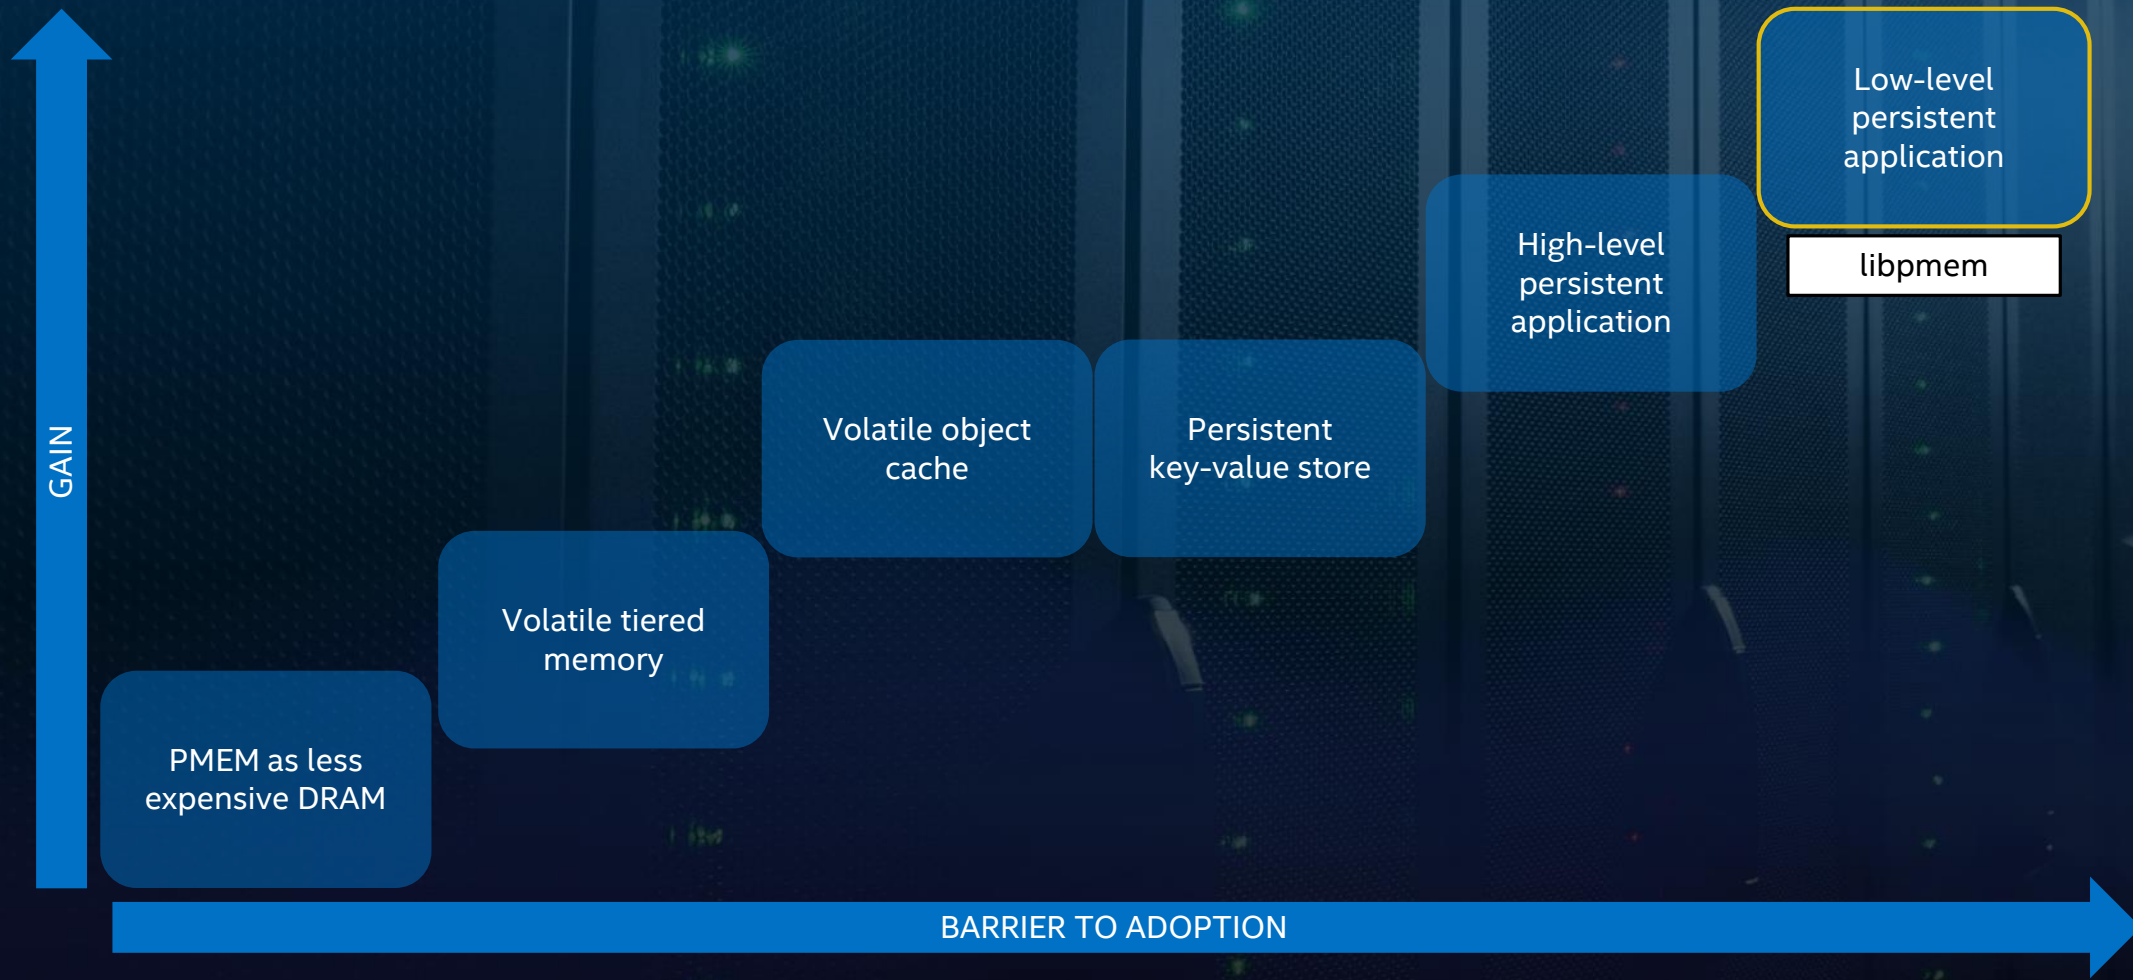 Low-level
persistent
application
libpmem
High-level
persistent
application
Volatile object
cache
Persistent
key-value store
GAIN
Volatile tiered
memory
PMEM as less
expensive DRAM
BARRIER TO ADOPTION